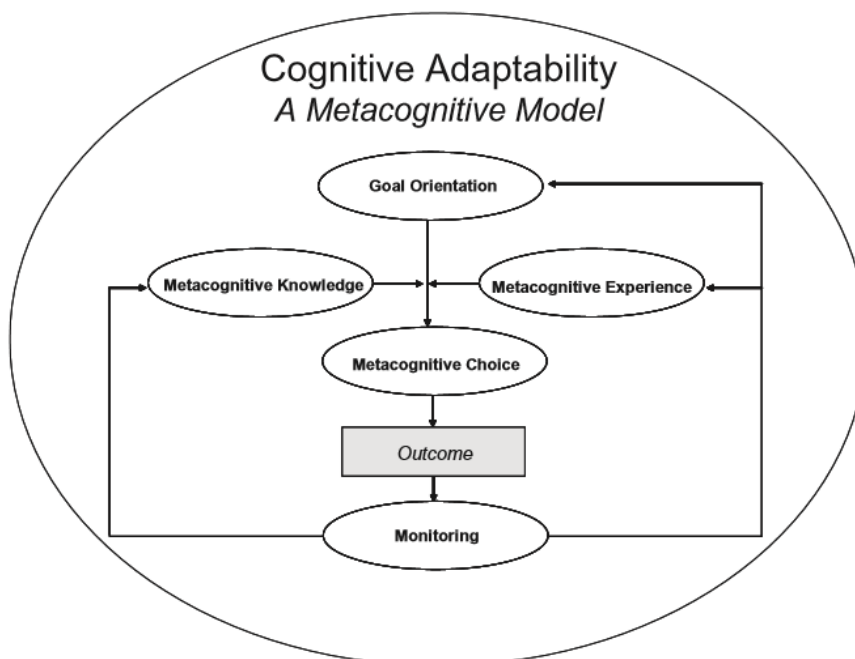 Cognitive Adaptability
A Metacognitive Model
Goal Orientation
Metacognitive Knowledge
Metacognitive Experience
Metacognitive Choice
Outcome
Monitoring